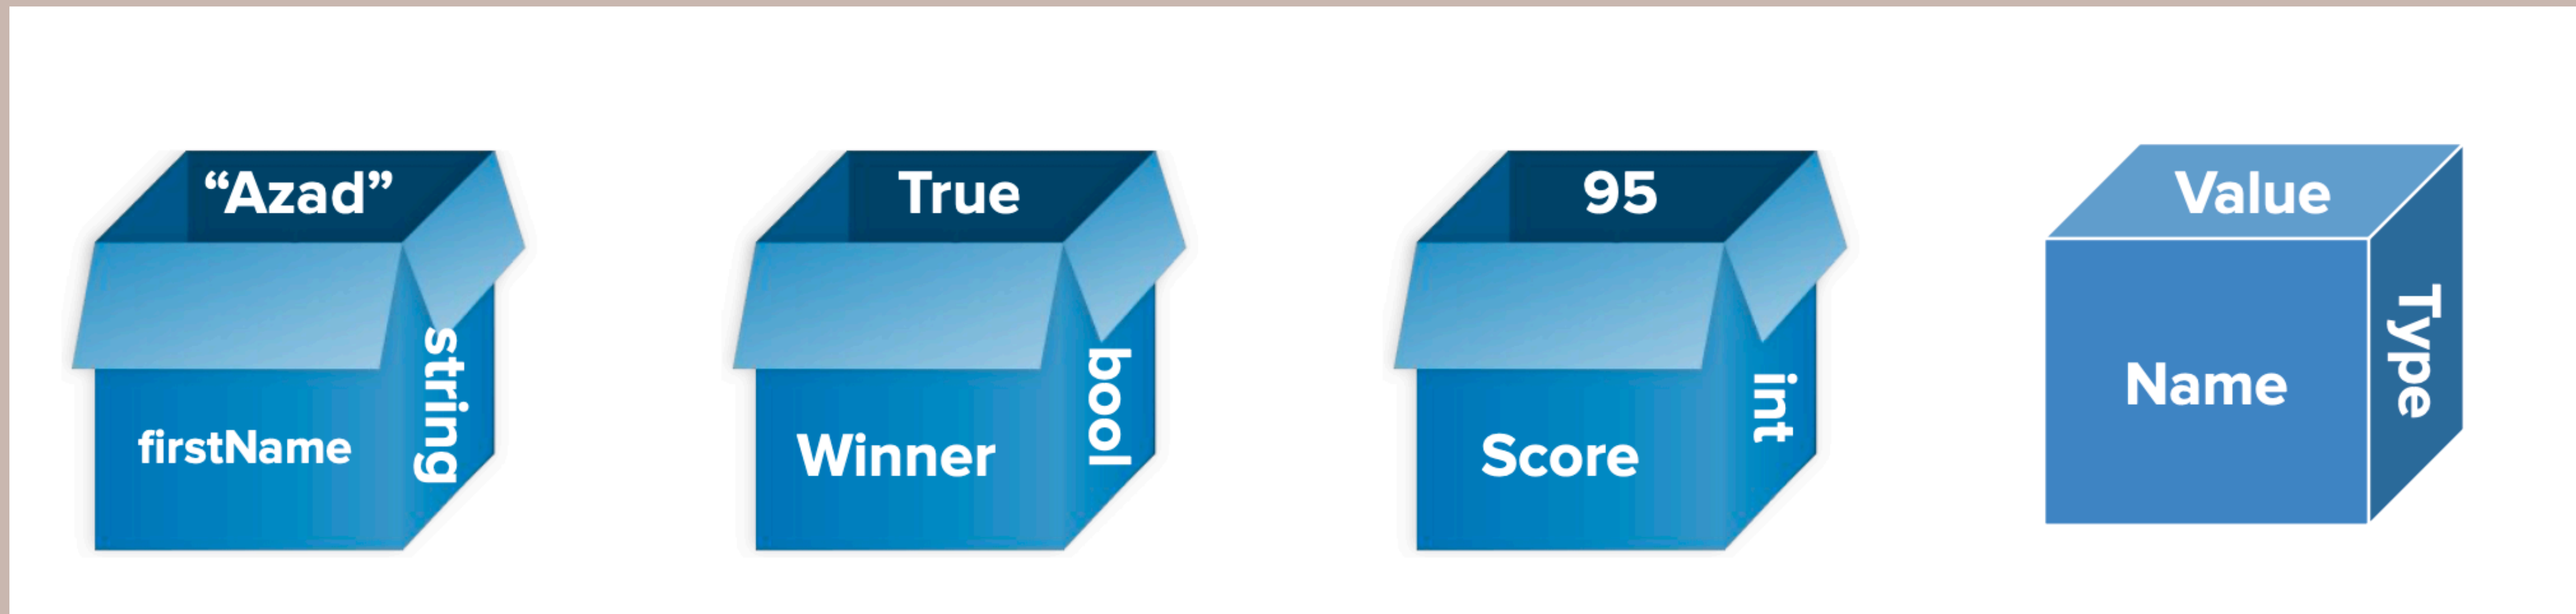 “Azad”
firstName
string
True
Winner
bool
95
Score
int
Value
Name
Type